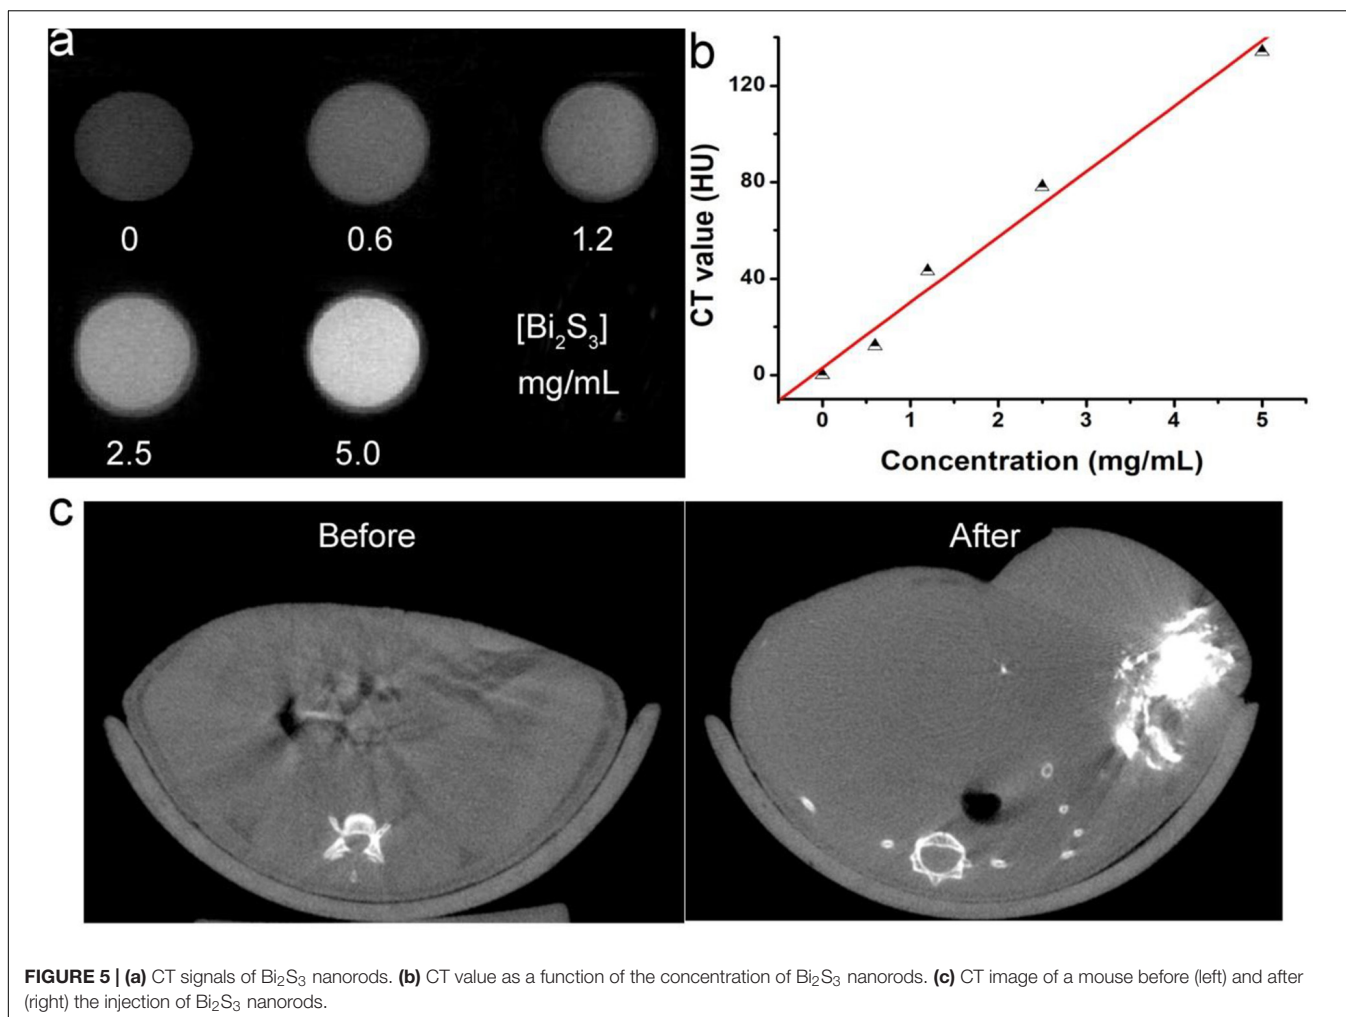 a
0 0.6 1.2
2.5 5.0
[Bi₂S₃]
mg/mL
b
CT value (HU)
120
80
40
0
0 1 2 3 4 5
Concentration (mg/mL)
c
Before
After
FIGURE 5 | (a) CT signals of Bi₂S₃ nanorods. (b) CT value as a function of the concentration of Bi₂S₃ nanorods. (c) CT image of a mouse before (left) and after
(right) the injection of Bi₂S₃ nanorods.